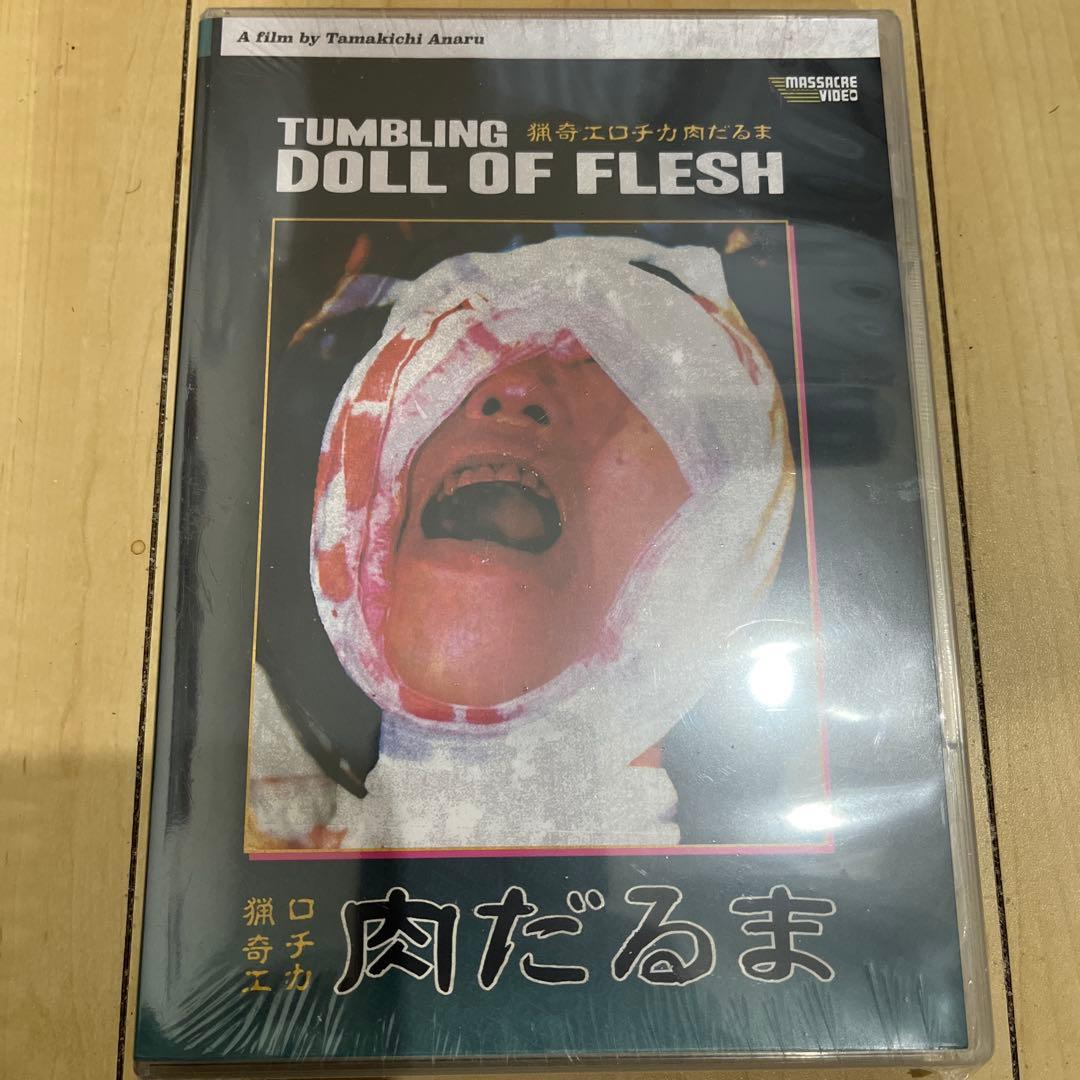 A film by Tamakichi Anaru
MASSACRE
VIDEO
TUMBLING 猟奇エロチカ肉だるま
DOLL OF FLESH
猟奇エ
ロチカ
肉だるま